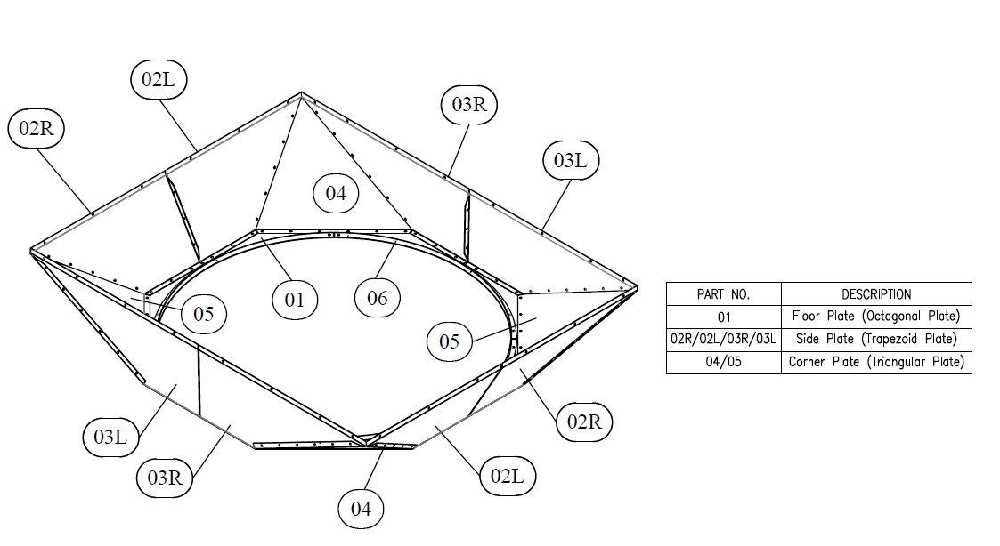 02L
03R
02R
03L
04
01
06
05
05
PART NO. DESCRIPTION
01 Floor Plate (Octagonal Plate)
02R/02L/03R/03L Side Plate (Trapezoid Plate)
04/05 Corner Plate (Triangular Plate)
02R
03L
03R
02L
04